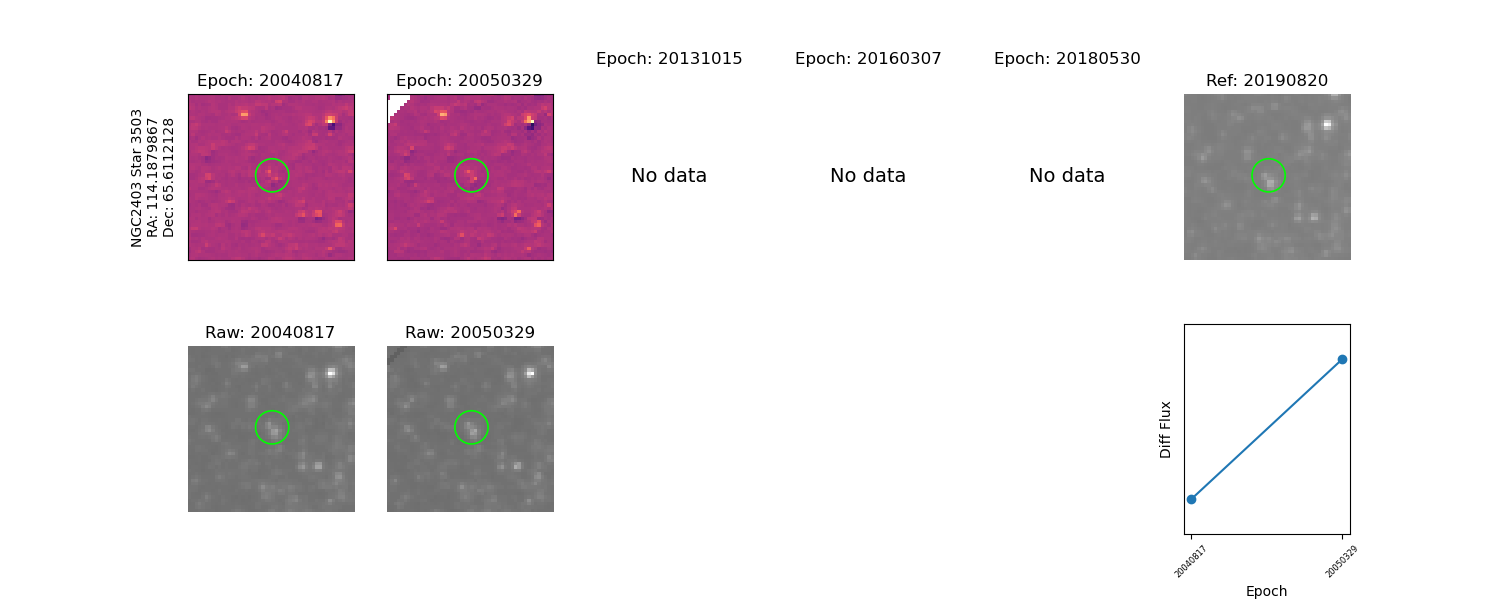 Epoch: 20040817
Epoch: 20050329
Epoch: 20131015
Epoch: 20160307
Epoch: 20180530
Ref: 20190820
NGC2403 Star 3503
RA: 114.1879867
Dec: 65.6112128
No data
No data
No data
Raw: 20040817
Raw: 20050329
Diff Flux
20040817
20050329
Epoch